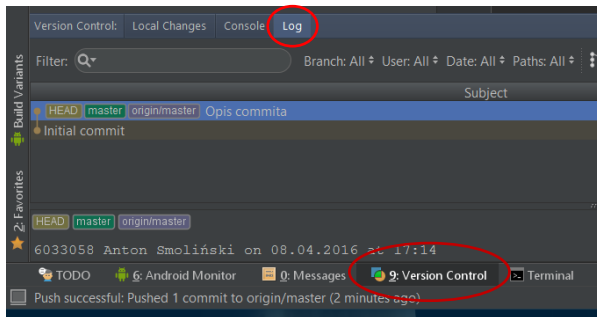 Version Control: Local Changes Console Log
Filter: Branch: All User: All Date: All Paths: All
Subject
HEAD master origin/master Opis commita
Initial commit
HEAD master origin/master
6033058 Anton Smoliński on 08.04.2016 at 17:14
TODO 6: Android Monitor 0: Messages 9: Version Control Terminal
Push successful: Pushed 1 commit to origin/master (2 minutes ago)
Build Variants
2: Favorites